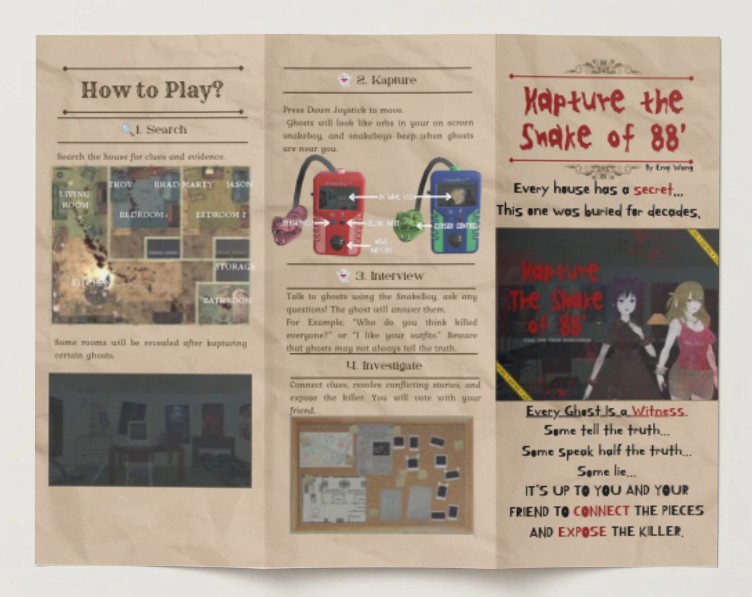 How to Play?
🔍1. Search
Search the house for clues and evidence.
LIVING
ROOM
TROY
BRAD
MARTY
JASON
BEDROOM 1
BEDROOM 2
KITCHEN
STORAGE
BATHROOM
Some rooms will be revealed after kapturing
certain ghosts.
👻 2. Kapture
Press Down Joystick to move.
Ghosts will look like orbs in your on screen
snakeboy, and snakeboys beep when ghosts
are near you.
👻 3. Interview
Talk to ghosts using the SnakeBoy, ask any
questions! The ghost will answer them.
For Example, "Who do you think killed
everyone?" or "I like your outfits." Beware
that ghosts may not always tell the truth.
4. Investigate
Connect clues, resolve conflicting stories, and
expose the killer. You will vote with your
friend.
Kapture the
Snake of 88'
By Enqi Wang
Every house has a secret...
This one was buried for decades.
Kapture
The Snake
of 88'
Every Ghost Is a Witness.
Some tell the truth...
Some speak half the truth...
Some lie...
IT'S UP TO YOU AND YOUR
FRIEND TO CONNECT THE PIECES
AND EXPOSE THE KILLER.